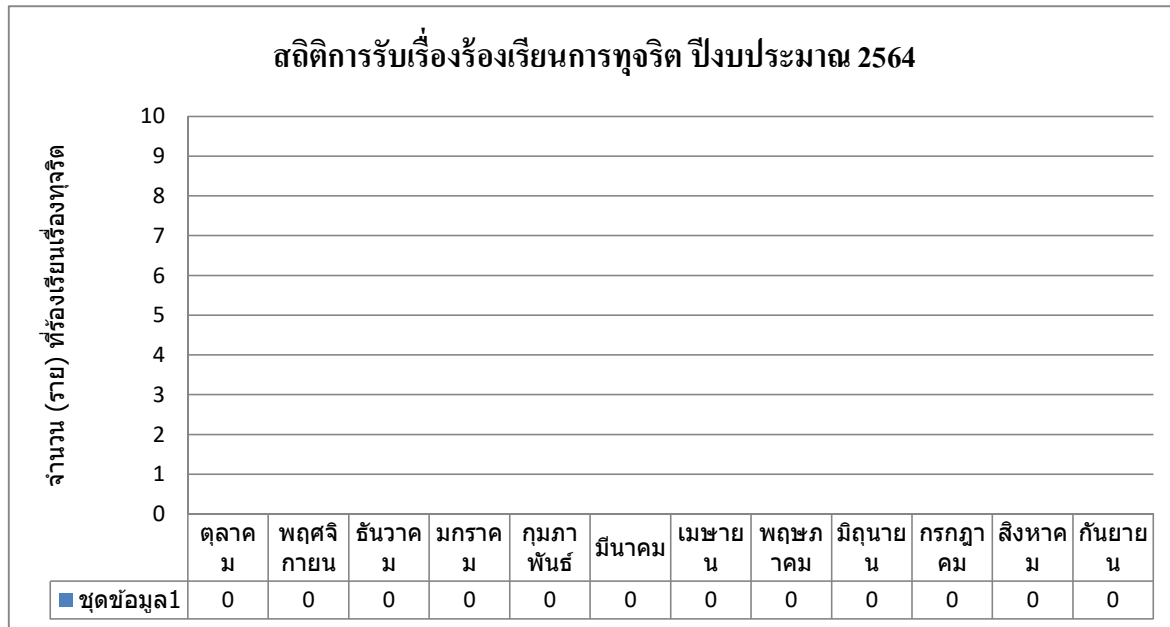 สถิติการรับเรื่องร้องเรียนการทุจริต ปีงบประมาณ 2564
จำนวน (ราย) ที่ร้องเรียนเรื่องทุจริต
10
9
8
7
6
5
4
3
2
1
0
ตุลาค
ม
พฤศจิ
กายน
ธันวาค
ม
มกราค
ม
กุมภา
พันธ์
มีนาคม
เมษาย
น
พฤษภ
าคม
มิถุนาย
น
กรกฎา
คม
สิงหาค
ม
กันยาย
น
ชุดข้อมูล1 0 0 0 0 0 0 0 0 0 0 0 0